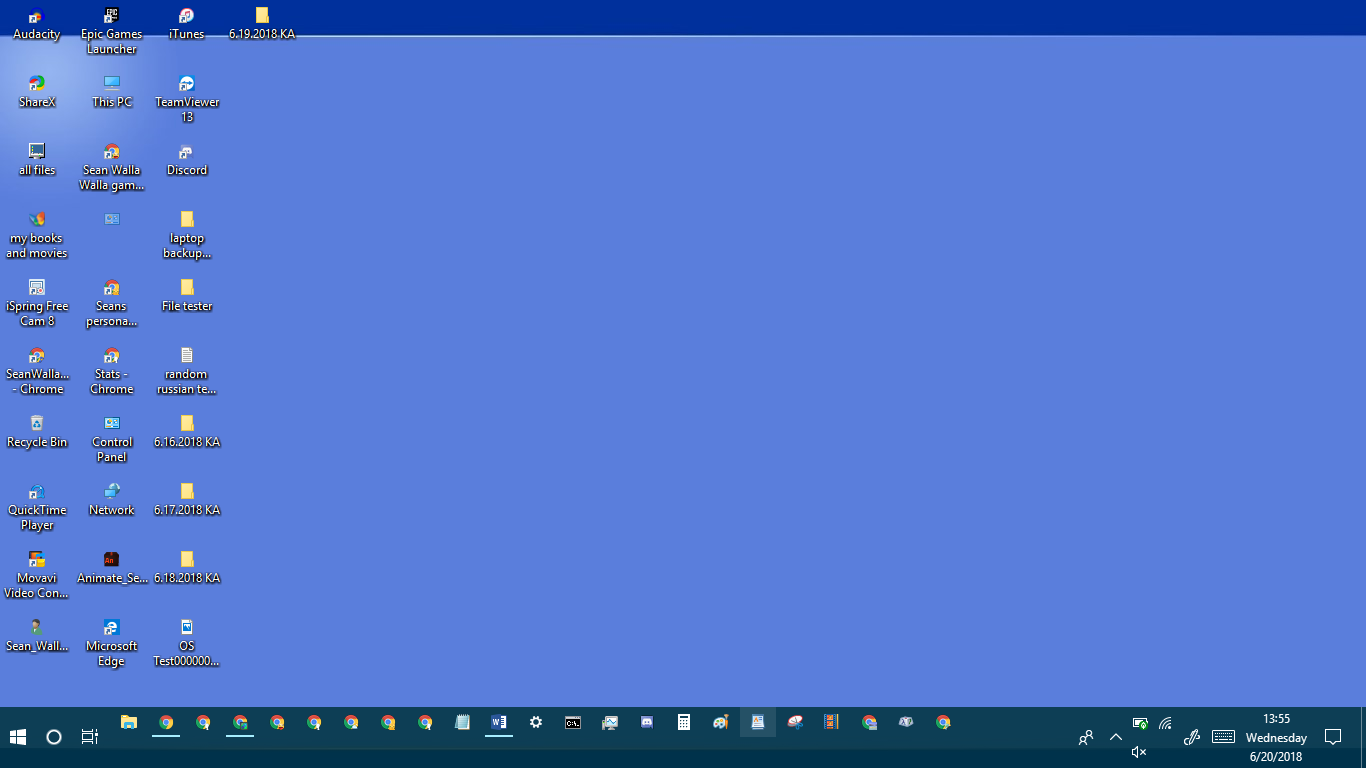 Audacity
Epic Games
Launcher
iTunes
6.19.2018 KA
ShareX
This PC
TeamViewer
13
all files
Sean Walla
Walla gam...
Discord
my books
and movies
laptop
backup...
iSpring Free
Cam 8
Seans
persona...
File tester
SeanWalla...
- Chrome
Stats -
Chrome
random
russian te...
Recycle Bin
Control
Panel
6.16.2018 KA
QuickTime
Player
Network
6.17.2018 KA
Movavi
Video Con...
Animate_Se...
6.18.2018 KA
Sean_Wall...
Microsoft
Edge
OS
Test000000...
13:55
Wednesday
6/20/2018